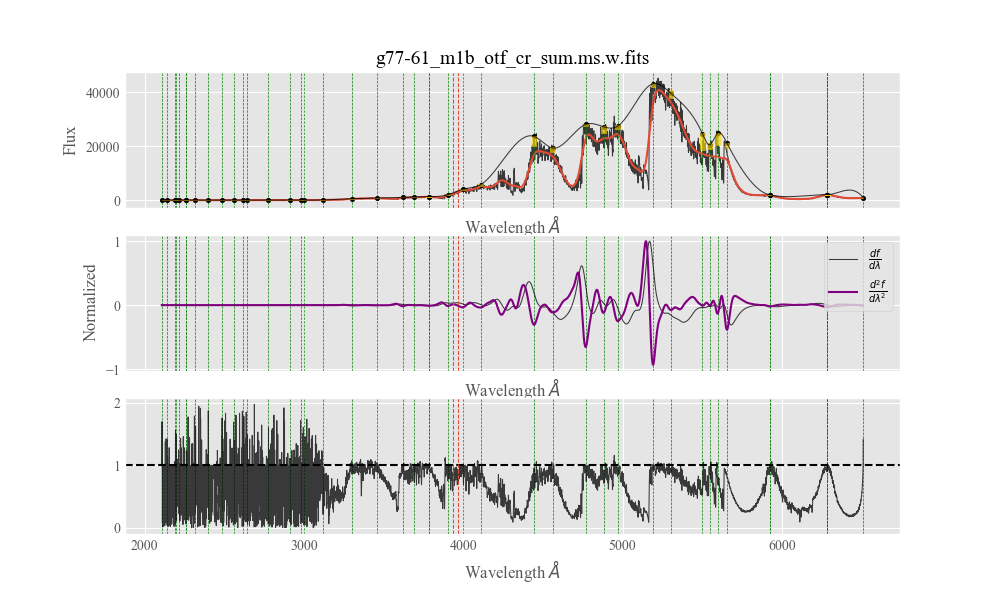 g77-61_m1b_otf_cr_sum.ms.w.fits
40000
20000
0
Flux
Wavelength Å
1
0
−1
Normalized
df
dλ
d²f
dλ²
Wavelength Å
2
1
0
2000 3000 4000 5000 6000
Wavelength Å